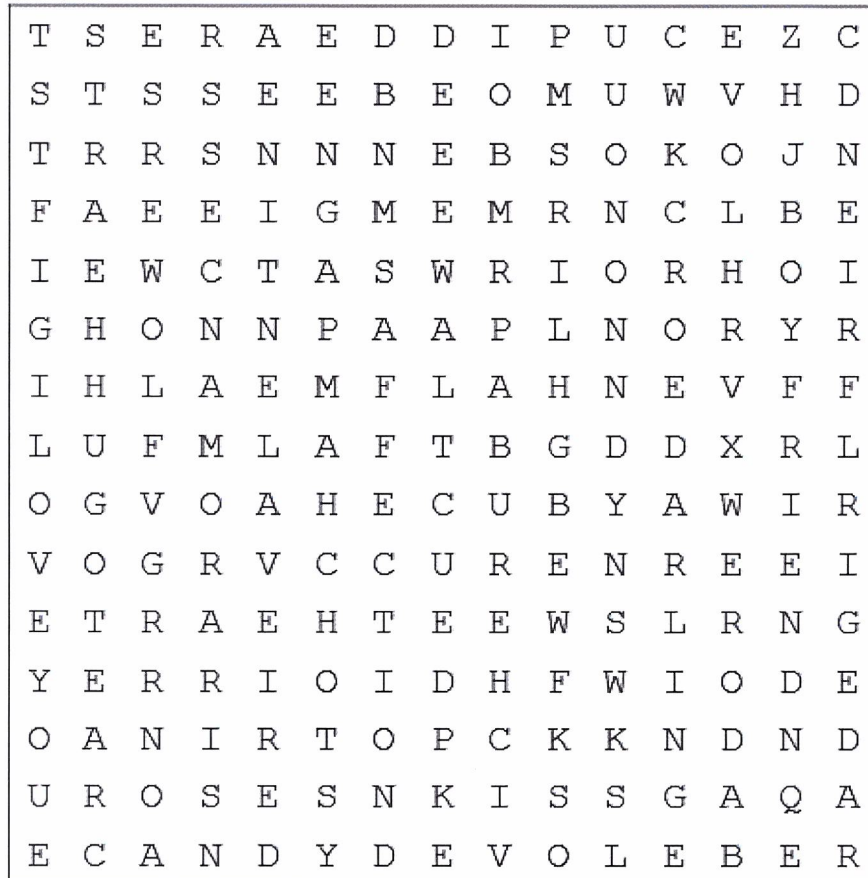 T S E R A E D D I P U C E Z C
S T S S E E B E O M U W V H D
T R R S N N N E B S O K O J N
F A E E I G M E M R N C L B E
I E W C T A S W R I O R H O I
G H O N N P A A P L N O R Y R
I H L A E M F L A H N E V F F
L U F M L A F T B G D D X R L
O G V O A H E C U B Y A W I R
V O G R V C C U R E N R E E I
E T R A E H T E E W S L R N G
Y E R R I O I D H F W I O D E
O A N I R T O P C K K N D N D
U R O S E S N K I S S G A Q A
E C A N D Y D E V O L E B E R